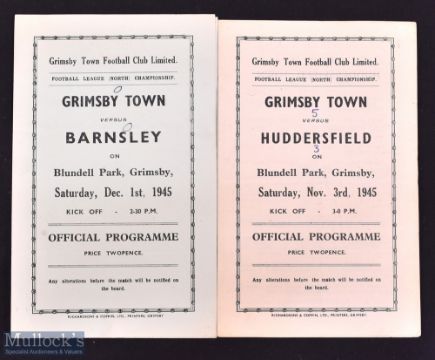 Grimsby Town Football Club Limited.
FOOTBALL LEAGUE (NORTH) CHAMPIONSHIP.
0
GRIMSBY TOWN
VERSUS
0
BARNSLEY
ON
Blundell Park, Grimsby,
Saturday, Dec. 1st, 1945
KICK OFF - 2-30 P.M.
OFFICIAL PROGRAMME
PRICE TWOPENCE.
Any alterations before the match will be notified on
the board.
Grimsby Town Football Club Limited.
FOOTBALL LEAGUE (NORTH) CHAMPIONSHIP.
GRIMSBY TOWN
5
VERSUS
HUDDERSFIELD
3
ON
Blundell Park, Grimsby,
Saturday, Nov. 3rd, 1945
KICK OFF - 3-0 P.M.
OFFICIAL PROGRAMME
PRICE TWOPENCE.
Any alterations before the match will be notified on
the board.
Mullock's
Specialist Auctioneers & Valuers